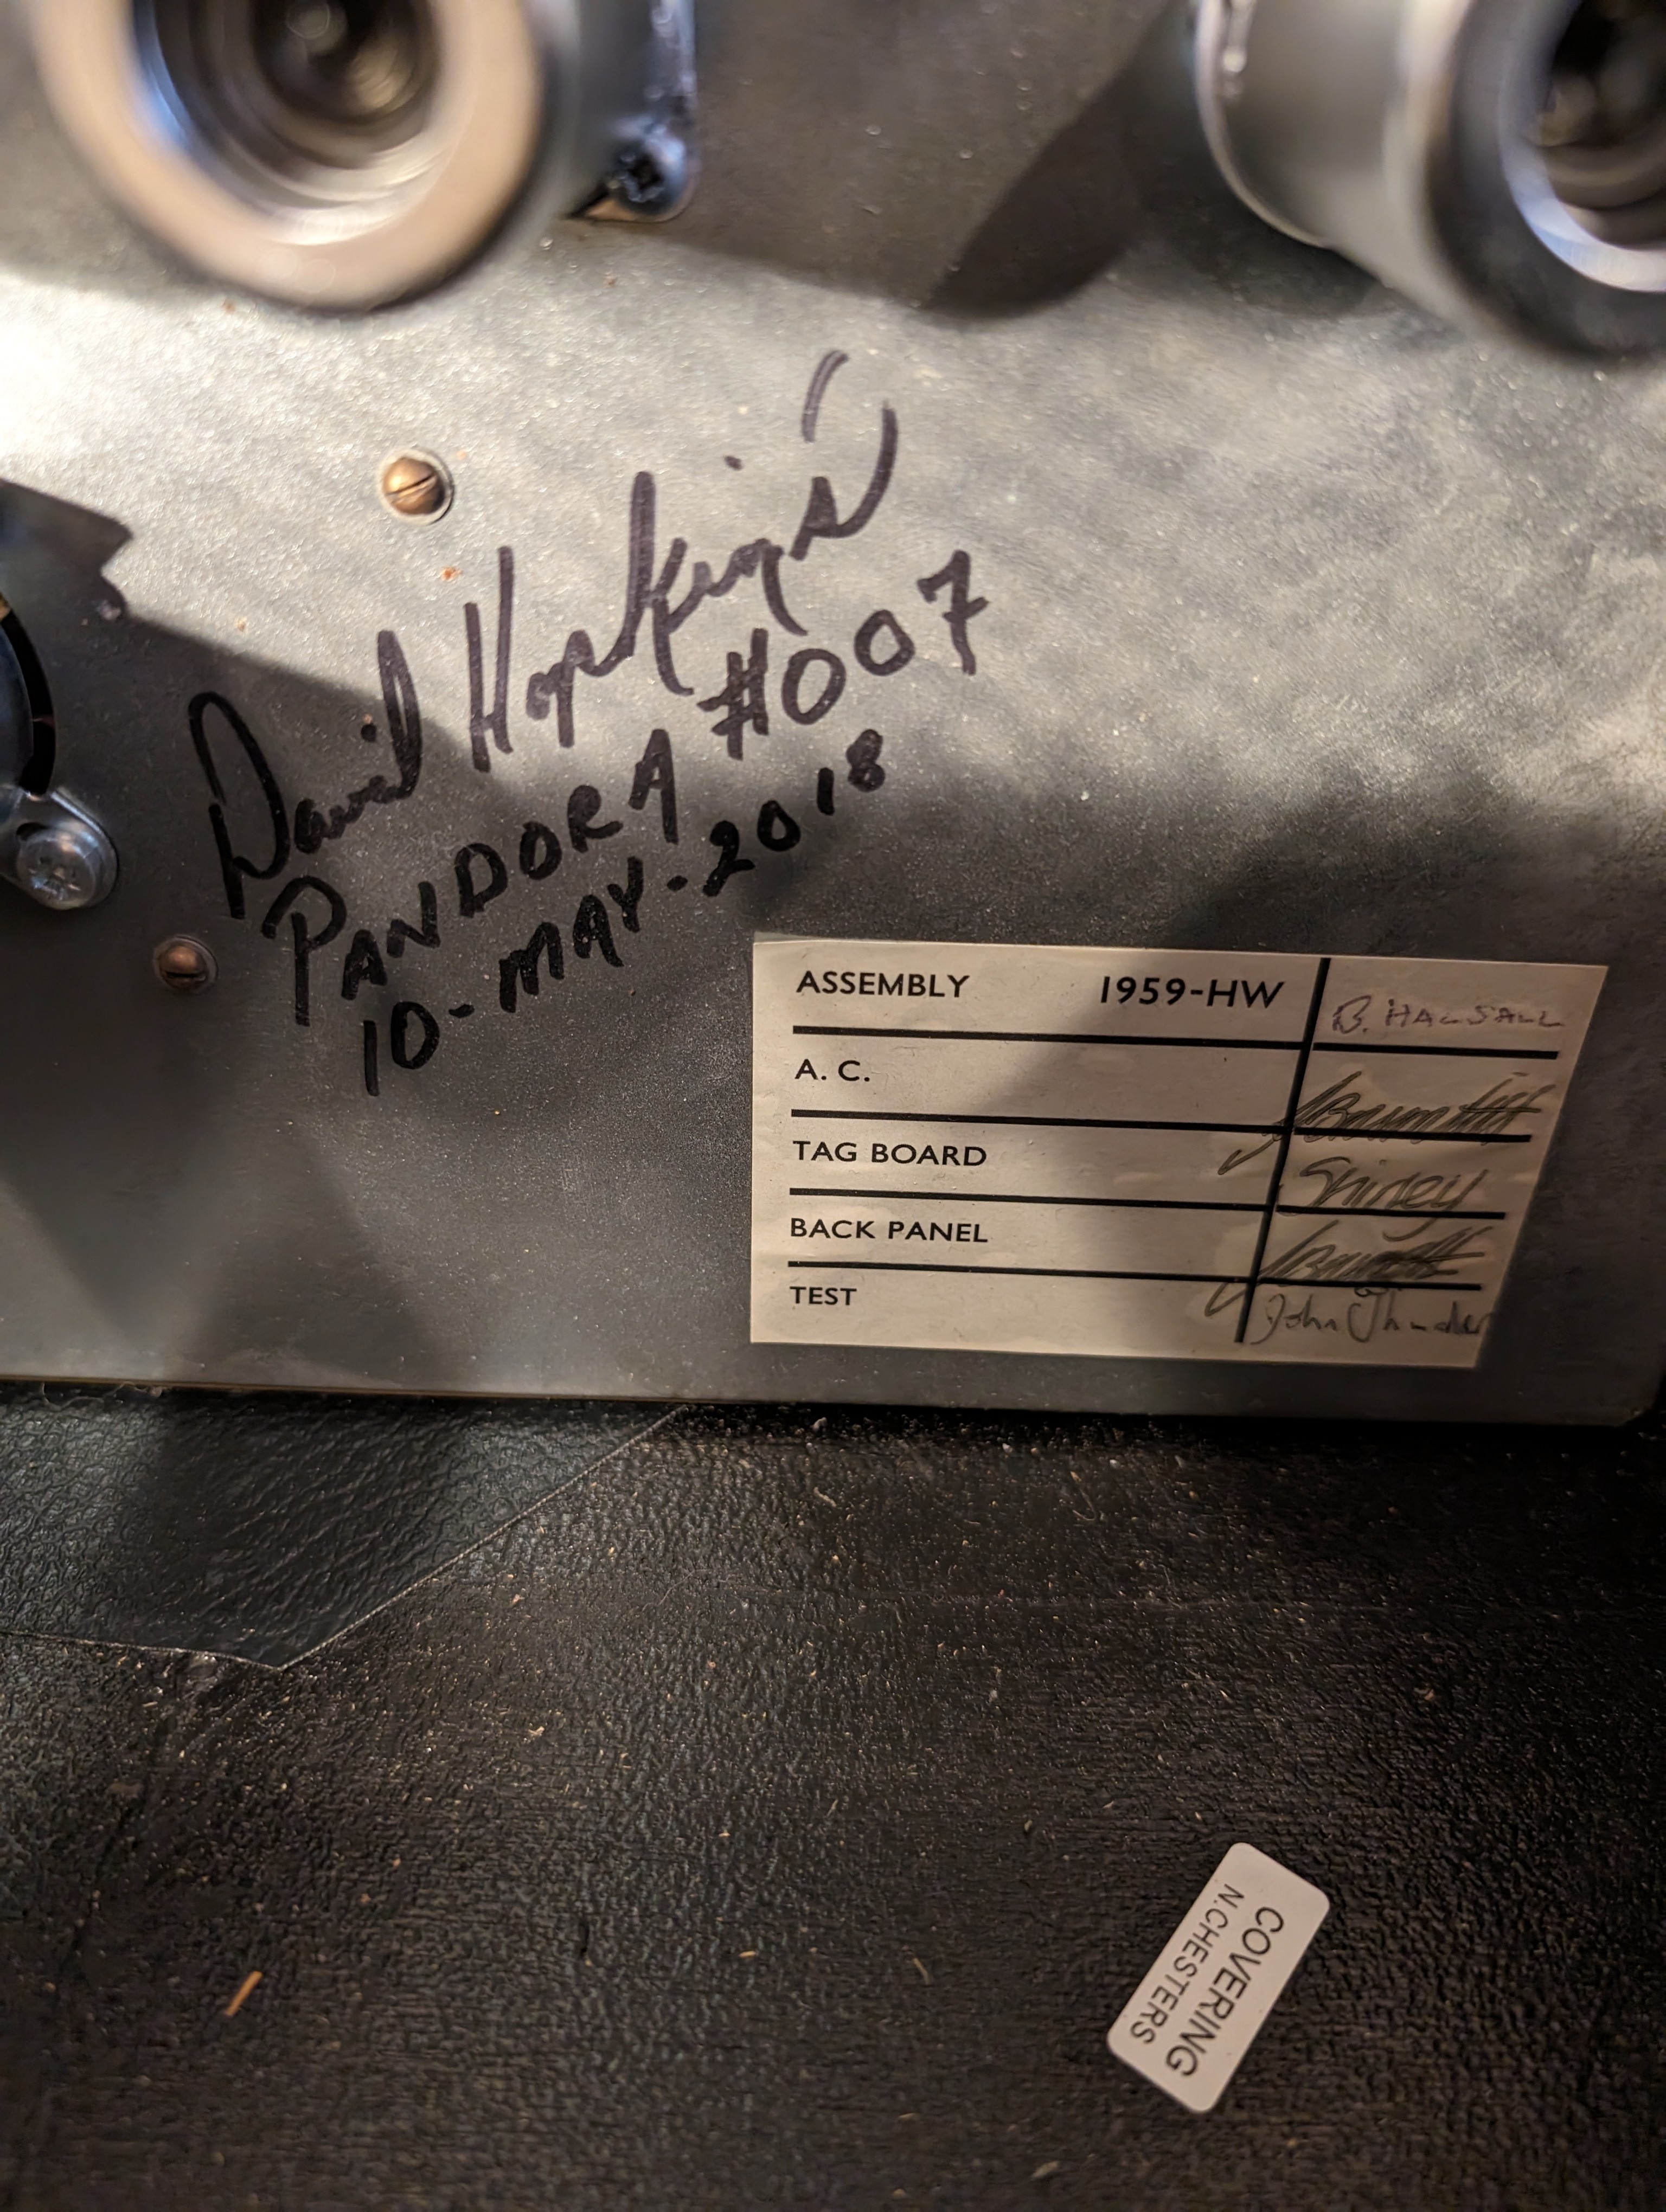 David Hopkins
PANDORA #007
10-MAY-2018
ASSEMBLY 1959-HW B. HALSALL
A. C.
TAG BOARD Shirley
BACK PANEL
TEST John Thunder
COVERING
N.CHESTERS